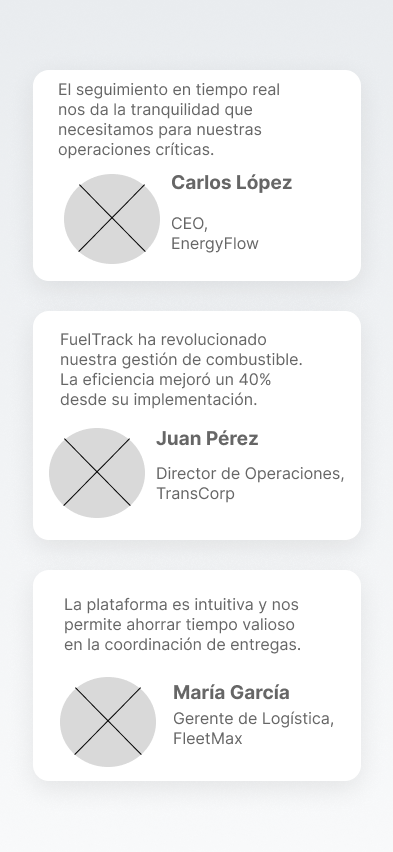 El seguimiento en tiempo real
nos da la tranquilidad que
necesitamos para nuestras
operaciones críticas.
Carlos López
CEO,
EnergyFlow
FuelTrack ha revolucionado
nuestra gestión de combustible.
La eficiencia mejoró un 40%
desde su implementación.
Juan Pérez
Director de Operaciones,
TransCorp
La plataforma es intuitiva y nos
permite ahorrar tiempo valioso
en la coordinación de entregas.
María García
Gerente de Logística,
FleetMax